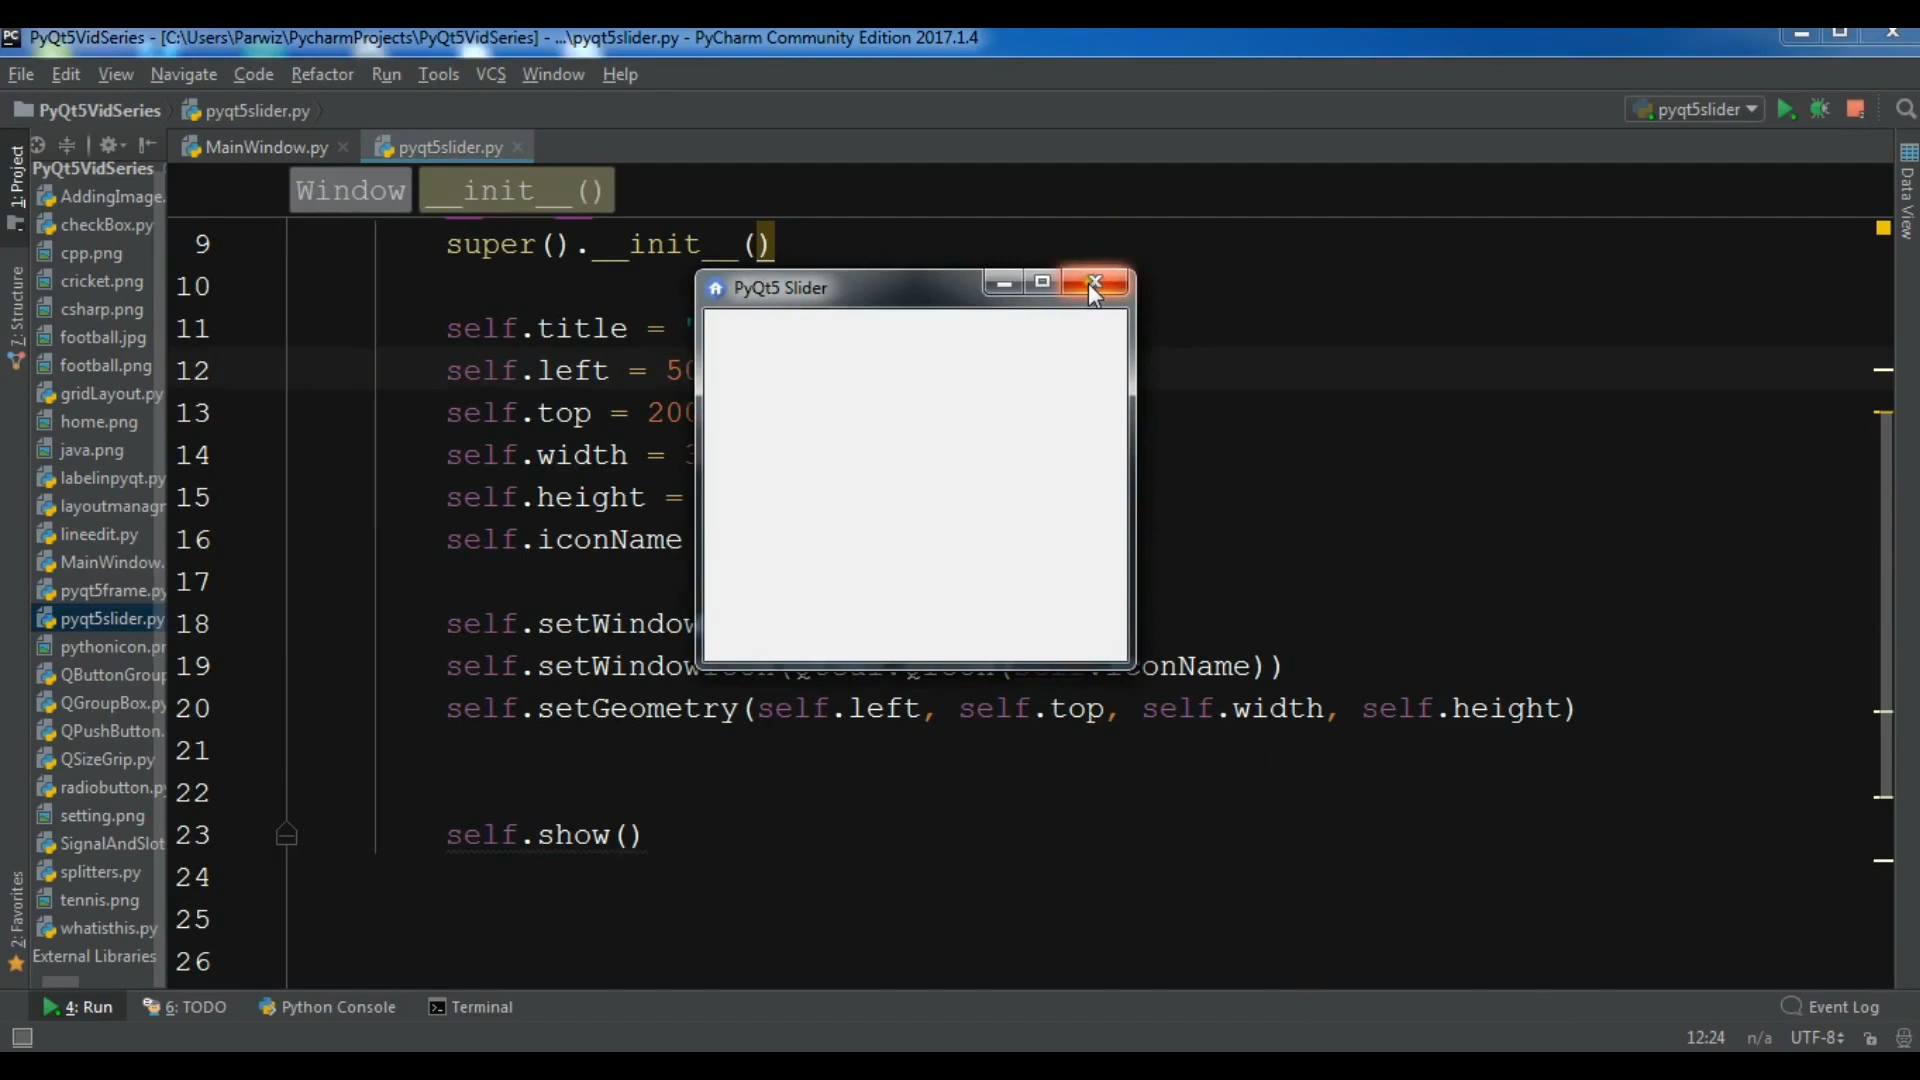 PyQt5VidSeries - [C:\Users\Parwiz\PycharmProjects\PyQt5VidSeries] - ...\pyqt5slider.py - PyCharm Community Edition 2017.1.4
File Edit View Navigate Code Refactor Run Tools VCS Window Help
PyQt5VidSeries pyqt5slider.py pyqt5slider
MainWindow.py pyqt5slider.py
1: Project
7: Structure
2: Favorites
Data View
PyQt5VidSeries
AddingImage.
checkBox.py
cpp.png
cricket.png
csharp.png
football.jpg
football.png
gridLayout.py
home.png
java.png
labelinpyqt.py
layoutmanagr
lineedit.py
MainWindow.
pyqt5frame.py
pyqt5slider.py
pythonicon.pr
QButtonGroup
QGroupBox.py
QPushButton.
QSizeGrip.py
radiobutton.py
setting.png
SignalAndSlot
splitters.py
tennis.png
whatisthis.py
External Libraries
Window __init__()
9 super().__init__()
10
11 self.title = '
12 self.left = 50
13 self.top = 200
14 self.width = 3
15 self.height =
16 self.iconName
17
18 self.setWindow
19 self.setWindow onName))
20 self.setGeometry(self.left, self.top, self.width, self.height)
21
22
23 self.show()
24
25
26
PyQt5 Slider
4: Run 6: TODO Python Console Terminal Event Log
12:24 n/a UTF-8